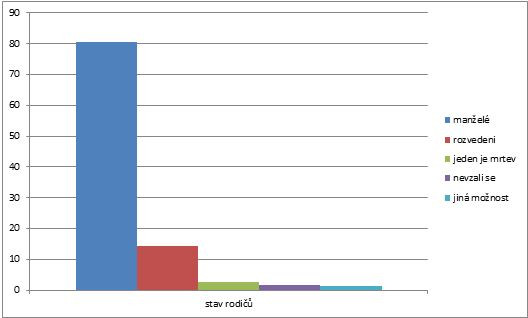 90
80
70
60
50
40
30
20
10
0
stav rodičů
manželé
rozvedeni
jeden je mrtev
nevzali se
jiná možnost